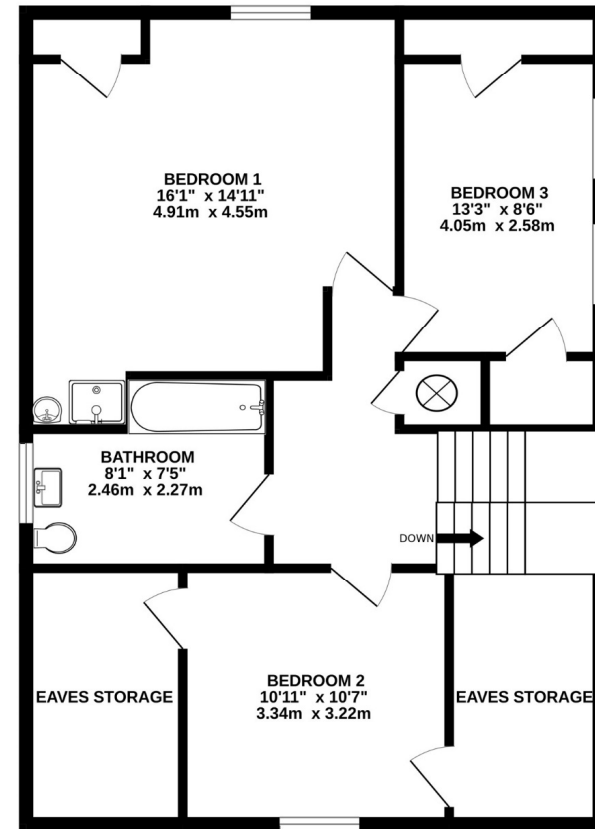 BEDROOM 1
16'1" x 14'11"
4.91m x 4.55m
BEDROOM 3
13'3" x 8'6"
4.05m x 2.58m
BATHROOM
8'1" x 7'5"
2.46m x 2.27m
DOWN
BEDROOM 2
10'11" x 10'7"
3.34m x 3.22m
EAVES STORAGE
EAVES STORAGE